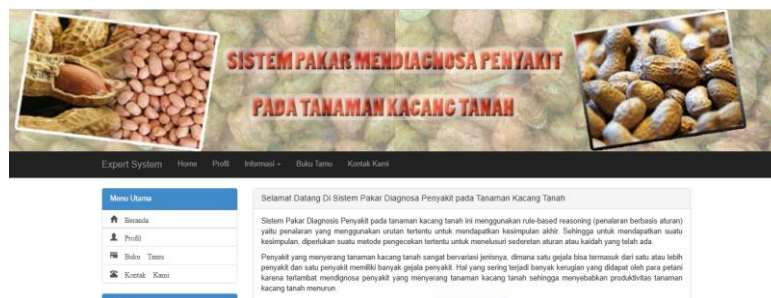 SISTEM PAKAR MENDIAGNOSA PENYAKIT
PADA TANAMAN KACANG TANAH
Expert System Home Profil Informasi Buku Tamu Kontak Kami
Menu Utama
Beranda
Profil
Buku Tamu
Kontak Kami
Selamat Datang Di Sistem Pakar Diagnosa Penyakit pada Tanaman Kacang Tanah
Sistem Pakar Diagnosis Penyakit pada tanaman kacang tanah ini menggunakan rule-based reasoning (penalaran berbasis aturan)
yaitu penalaran yang menggunakan urutan tertentu untuk mendapatkan kesimpulan akhir. Sehingga untuk mendapatkan suatu
kesimpulan, diperlukan suatu metode pengecekan tertentu untuk menelusuri sederetan aturan atau kaidah yang telah ada.
Penyakit yang menyerang tanaman kacang tanah sangat bervariasi jenisnya, dimana satu gejala bisa termasuk dari satu atau lebih
penyakit dan satu penyakit memiliki banyak gejala penyakit. Hal yang sering terjadi banyak kerugian yang didapat oleh para petani
karena terlambat mendignosa penyakit yang menyerang tanaman kacang tanah sehingga menyebabkan produktivitas tanaman
kacang tanah menurun.